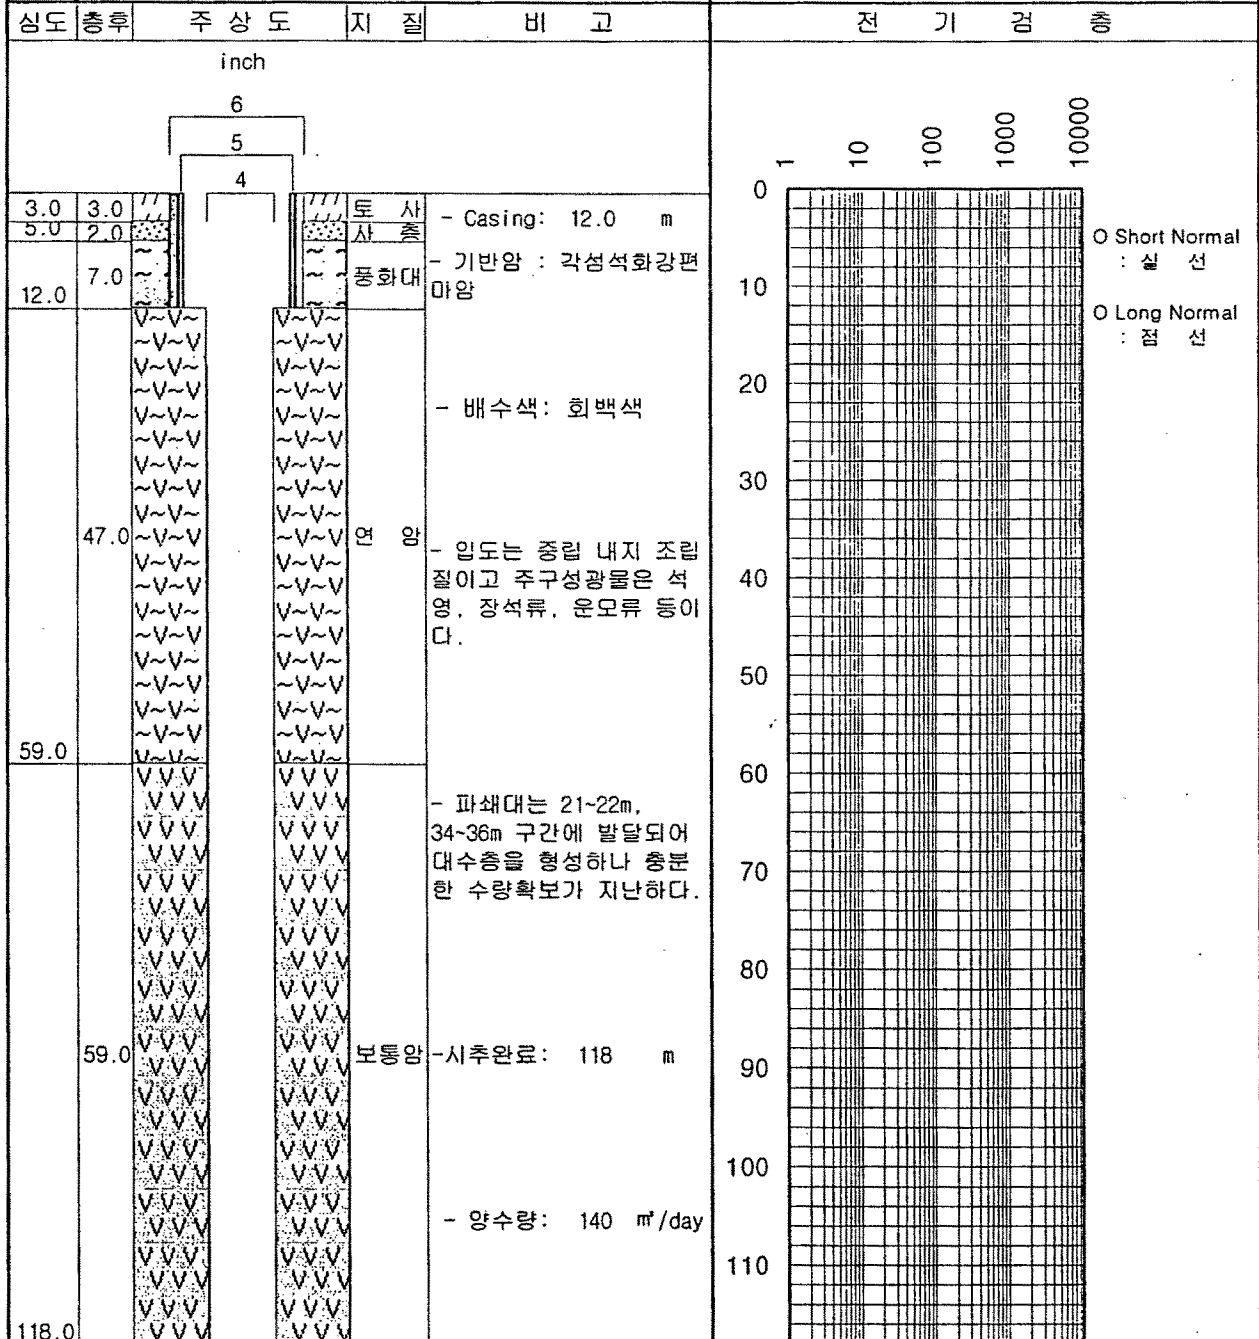 심도 층후 주 상 도 지 질 비 고 전 기 검 층
inch
6
5
4
3.0 3.0 토 사 - Casing: 12.0 m
5.0 2.0 사 층
12.0 7.0 풍화대 - 기반암 : 각섬석화강편
마암
- 배수색: 회백색
47.0 연 암
- 입도는 중립 내지 조립
질이고 주구성광물은 석
영, 장석류, 운모류 등이
다.
59.0
- 파쇄대는 21~22m,
34~36m 구간에 발달되어
대수층을 형성하나 충분
한 수량확보가 지난하다.
59.0 보통암 -시추완료: 118 m
- 양수량: 140 ㎥/day
118.0
1 10 100 1000 10000
0
10
20
30
40
50
60
70
80
90
100
110
O Short Normal
: 실 선
O Long Normal
: 점 선